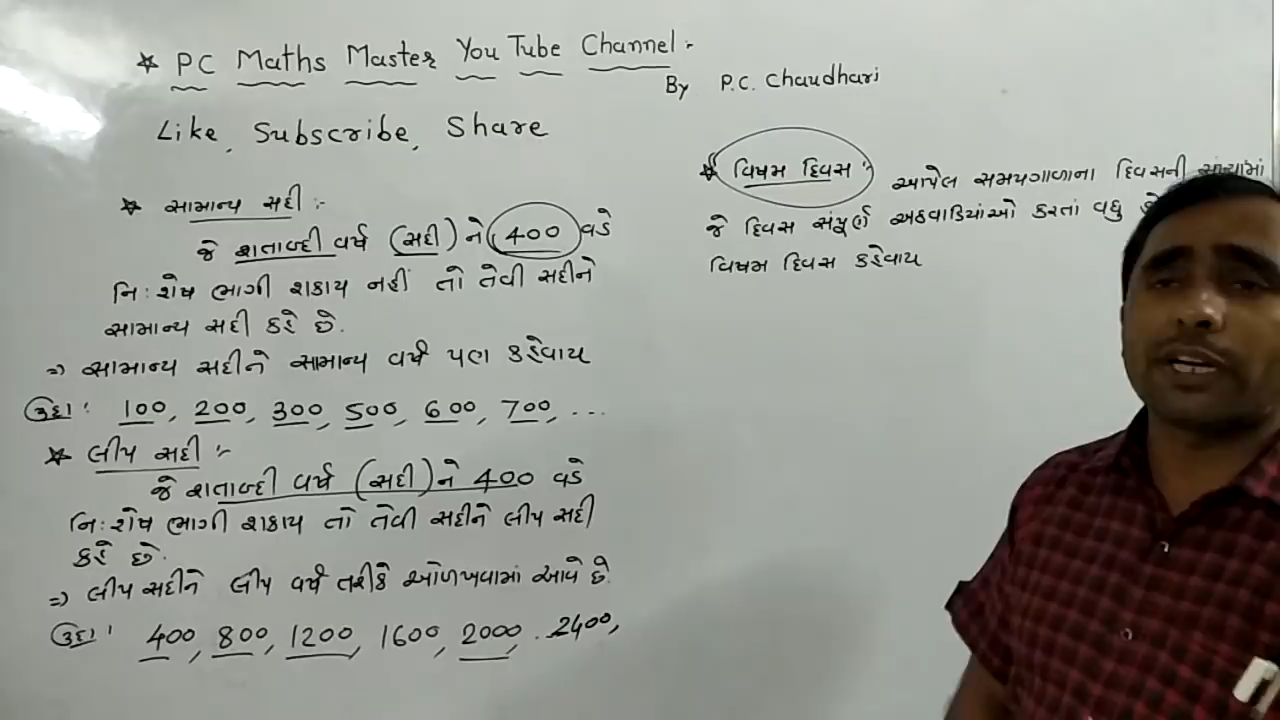 * PC Maths Master You Tube Channel :-
By P.C. Chaudhari
Like, Subscribe, Share
* સામાન્ય સદી :-
જે શતાબ્દી વર્ષ (સદી) ને 400 વડે
નિઃશેષ ભાગી શકાય નહીં તો તેવી સદીને
સામાન્ય સદી કહે છે.
=> સામાન્ય સદીને સામાન્ય વર્ષ પણ કહેવાય
ઉદા: 100, 200, 300, 500, 600, 700, ...
* લીપ સદી :-
જે શતાબ્દી વર્ષ (સદી) ને 400 વડે
નિઃશેષ ભાગી શકાય તો તેવી સદીને લીપ સદી
કહે છે.
=> લીપ સદીને લીપ વર્ષ તરીકે ઓળખવામાં આવે છે.
ઉદા: 400, 800, 1200, 1600, 2000, 2400,
* વિષમ દિવસ :- આપેલ સમયગાળાના દિવસની
જે દિવસ સંપૂર્ણ અઠવાડિયાંઓ કરતાં વધુ
વિષમ દિવસ કહેવાય